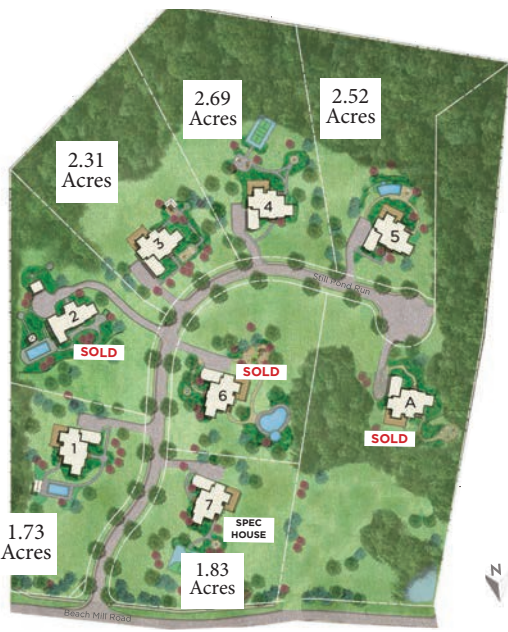 2.69
Acres
2.52
Acres
2.31
Acres
4
5
3
Still Pond Run
2
SOLD
SOLD
6
A
SOLD
1
7
SPEC
HOUSE
1.73
Acres
1.83
Acres
N
Beach Mill Road